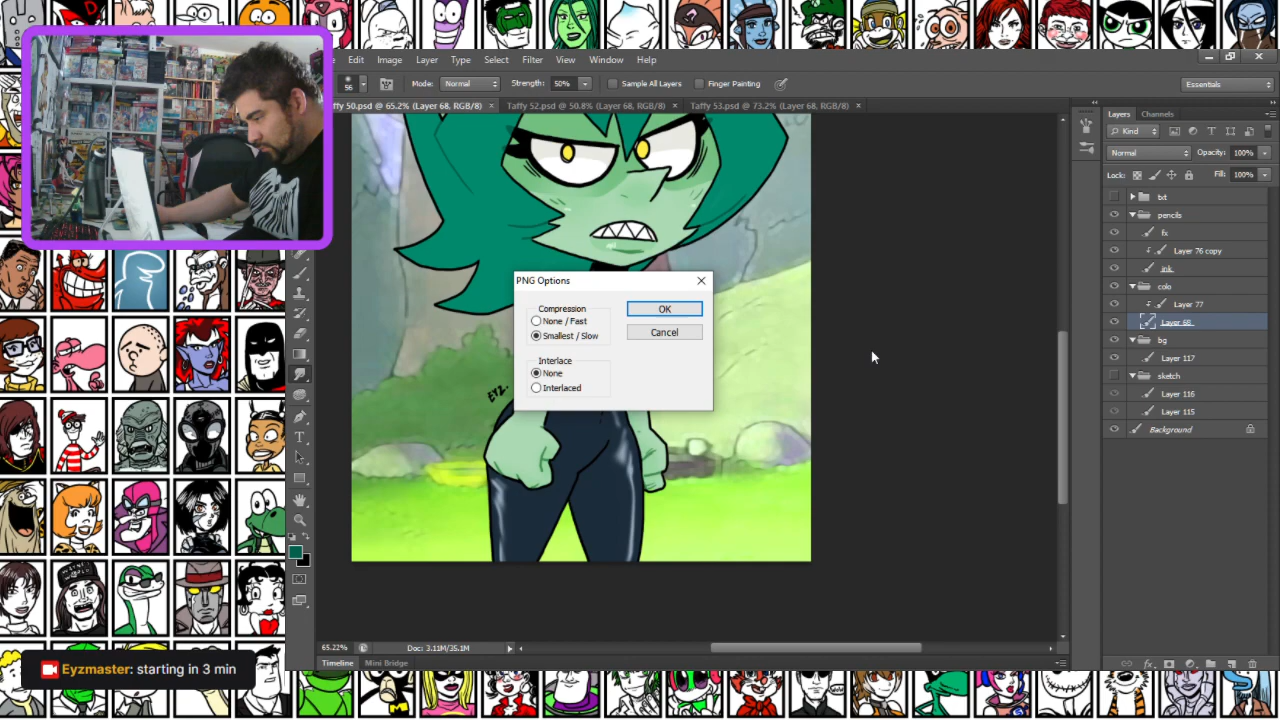 Edit Image Layer Type Select Filter View Window Help
56 Mode: Normal Strength: 50% Sample All Layers Finger Painting Essentials
ffy 50.psd @ 65.2% (Layer 68, RGB/8) × Taffy 52.psd @ 50.8% (Layer 68, RGB/8) × Taffy 53.psd @ 73.2% (Layer 68, RGB/8) ×
Layers Channels
Kind
Normal Opacity: 100%
Lock: Fill: 100%
txt
pencils
fx
Layer 76 copy
ink
colo
Layer 77
Layer 68
bg
Layer 117
sketch
Layer 116
Layer 115
Background
PNG Options
Compression
None / Fast
Smallest / Slow
Interlace
None
Interlaced
OK
Cancel
EYZ.
65.22% Doc: 3.11M/35.1M
Timeline Mini Bridge
Eyzmaster: starting in 3 min